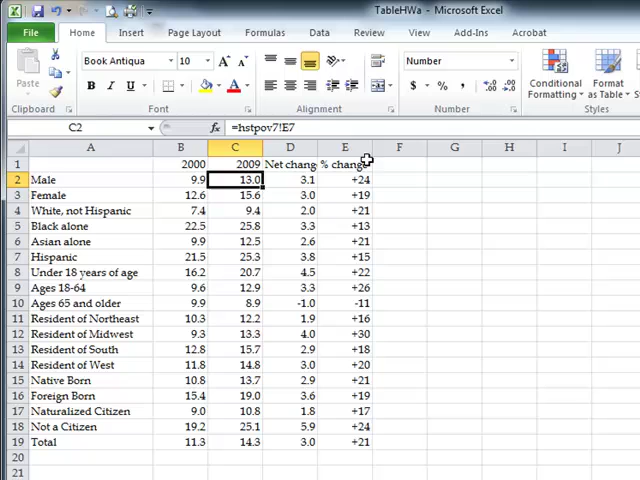 TableHWa - Microsoft Excel
File Home Insert Page Layout Formulas Data Review View Add-Ins Acrobat
Paste Book Antiqua 10 A A Number Conditional Formatting Format as Table
B I U A $ % , .0 .00 .00 .0
Clipboard Font Alignment Number Styles
C2 fx =hstpov7!E7
A B C D E F G H I J
1 2000 2009 Net chang % change
2 Male 9.9 13.0 3.1 +24
3 Female 12.6 15.6 3.0 +19
4 White, not Hispanic 7.4 9.4 2.0 +21
5 Black alone 22.5 25.8 3.3 +13
6 Asian alone 9.9 12.5 2.6 +21
7 Hispanic 21.5 25.3 3.8 +15
8 Under 18 years of age 16.2 20.7 4.5 +22
9 Ages 18-64 9.6 12.9 3.3 +26
10 Ages 65 and older 9.9 8.9 -1.0 -11
11 Resident of Northeast 10.3 12.2 1.9 +16
12 Resident of Midwest 9.3 13.3 4.0 +30
13 Resident of South 12.8 15.7 2.9 +18
14 Resident of West 11.8 14.8 3.0 +20
15 Native Born 10.8 13.7 2.9 +21
16 Foreign Born 15.4 19.0 3.6 +19
17 Naturalized Citizen 9.0 10.8 1.8 +17
18 Not a Citizen 19.2 25.1 5.9 +24
19 Total 11.3 14.3 3.0 +21
20
21